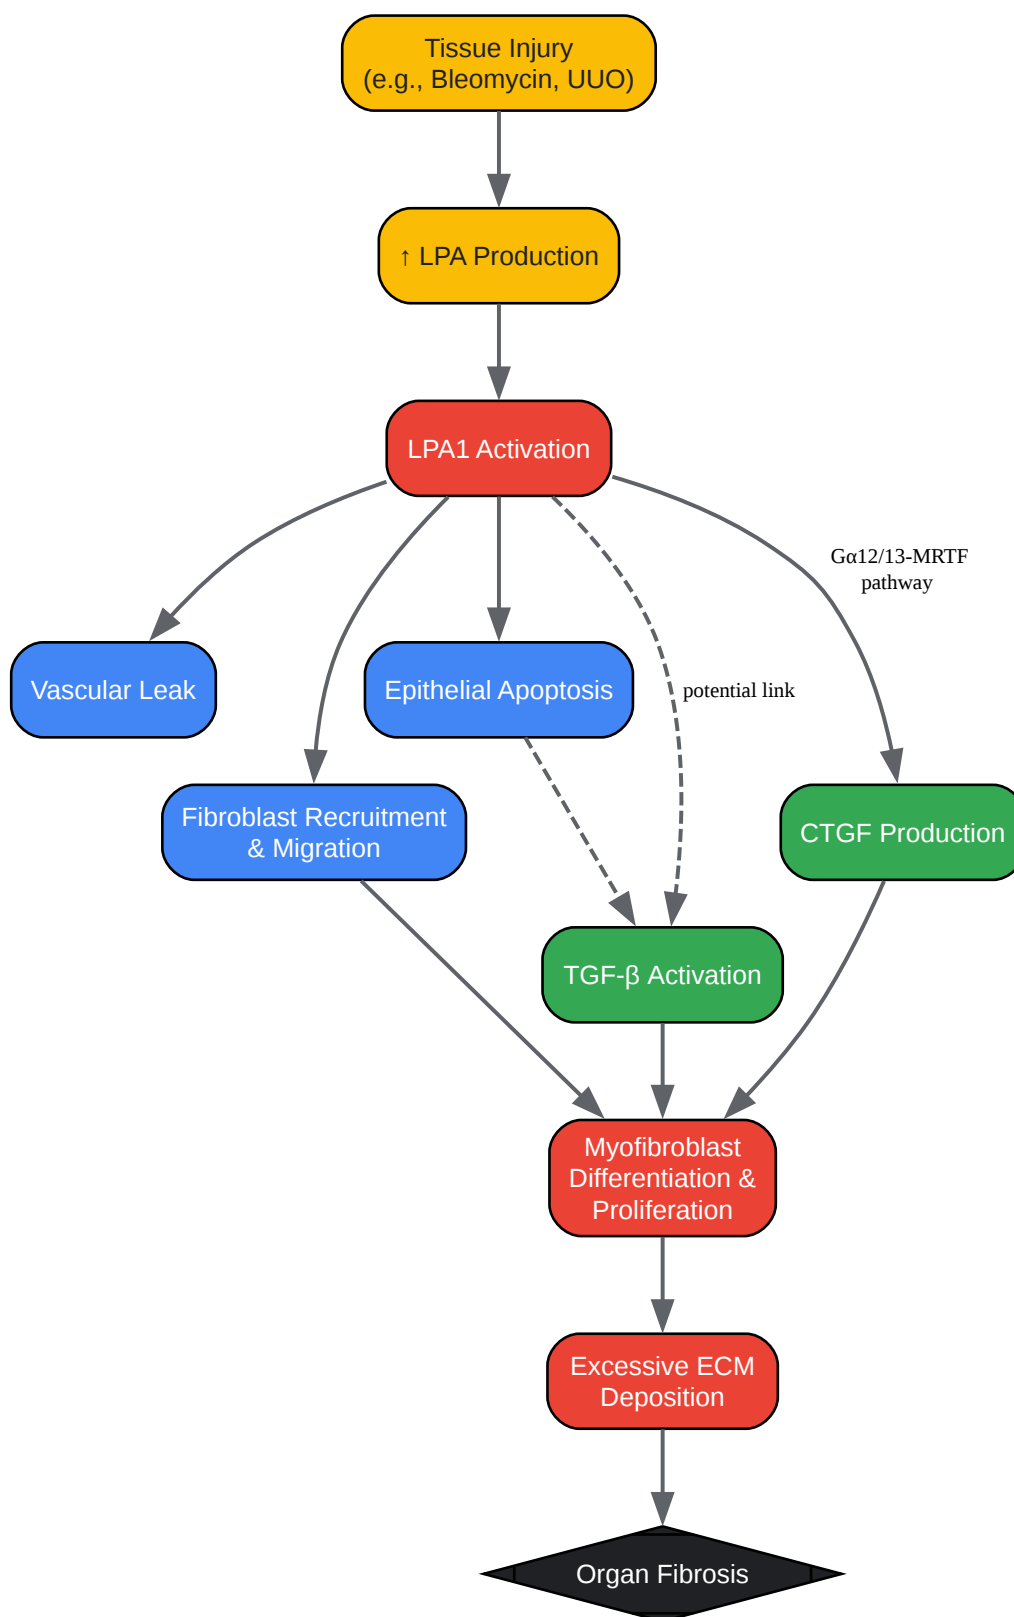 Tissue Injury
(e.g., Bleomycin, UUO)
↑ LPA Production
LPA1 Activation
Gα12/13-MRTF
pathway
Vascular Leak
Epithelial Apoptosis
potential link
Fibroblast Recruitment
& Migration
CTGF Production
TGF-β Activation
Myofibroblast
Differentiation &
Proliferation
Excessive ECM
Deposition
Organ Fibrosis